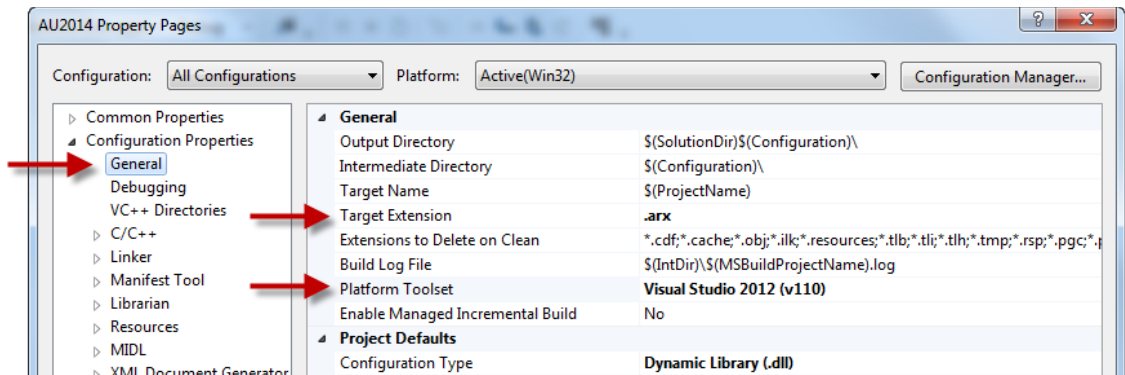 AU2014 Property Pages
Configuration: All Configurations Platform: Active(Win32) Configuration Manager...
Common Properties
Configuration Properties
General
Debugging
VC++ Directories
C/C++
Linker
Manifest Tool
Librarian
Resources
MIDL
XML Document Generator
General
Output Directory $(SolutionDir)$(Configuration)\
Intermediate Directory $(Configuration)\
Target Name $(ProjectName)
Target Extension .arx
Extensions to Delete on Clean *.cdf;*.cache;*.obj;*.ilk;*.resources;*.tlb;*.tli;*.tlh;*.tmp;*.rsp;*.pgc;*.p
Build Log File $(IntDir)\$(MSBuildProjectName).log
Platform Toolset Visual Studio 2012 (v110)
Enable Managed Incremental Build No
Project Defaults
Configuration Type Dynamic Library (.dll)